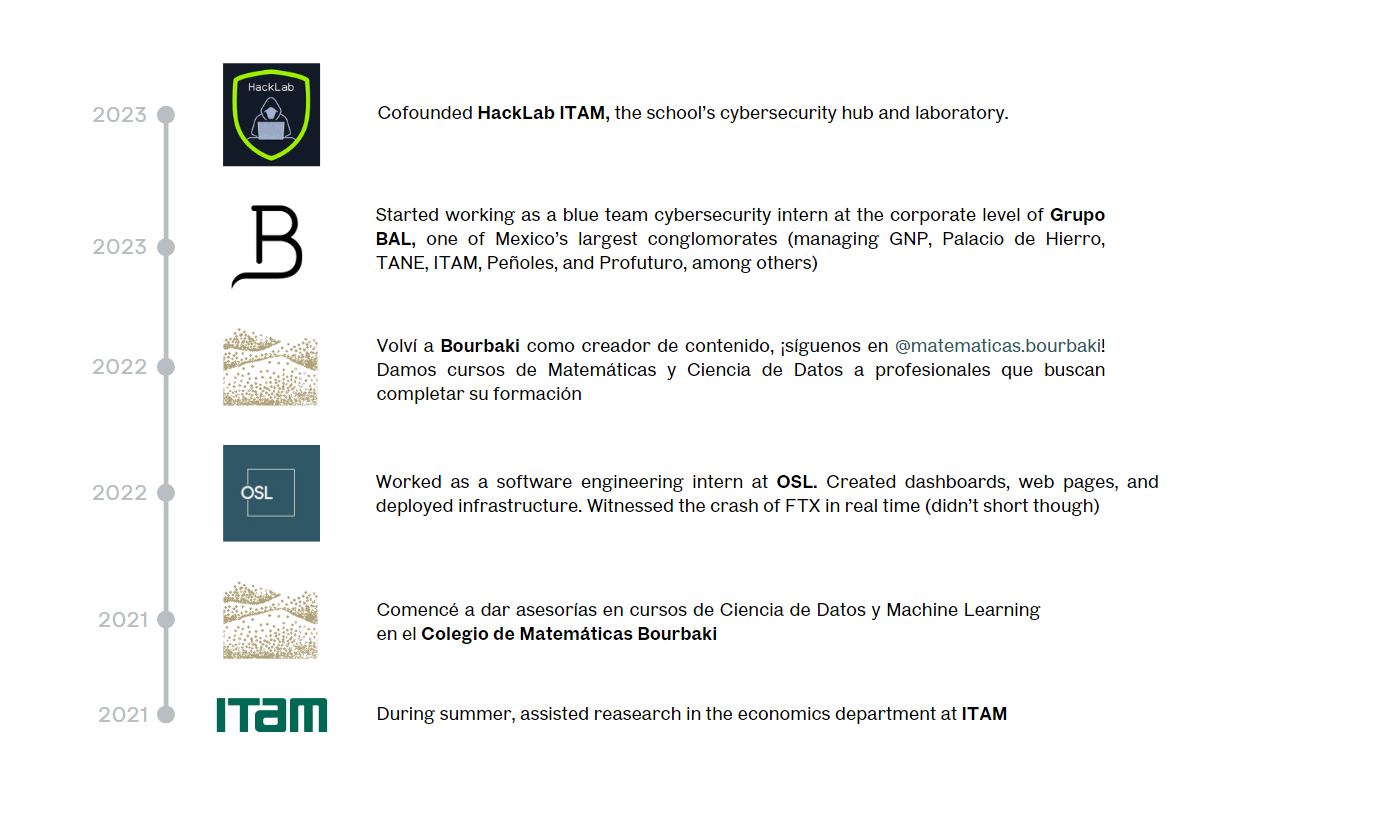 2023
HackLab
Cofounded HackLab ITAM, the school's cybersecurity hub and laboratory.
2023
B
Started working as a blue team cybersecurity intern at the corporate level of Grupo
BAL, one of Mexico's largest conglomorates (managing GNP, Palacio de Hierro,
TANE, ITAM, Peñoles, and Profuturo, among others)
2022
Volví a Bourbaki como creador de contenido, ¡síguenos en @matematicas.bourbaki!
Damos cursos de Matemáticas y Ciencia de Datos a profesionales que buscan
completar su formación
2022
OSL
Worked as a software engineering intern at OSL. Created dashboards, web pages, and
deployed infrastructure. Witnessed the crash of FTX in real time (didn't short though)
2021
Comencé a dar asesorías en cursos de Ciencia de Datos y Machine Learning
en el Colegio de Matemáticas Bourbaki
2021
ITam
During summer, assisted reasearch in the economics department at ITAM